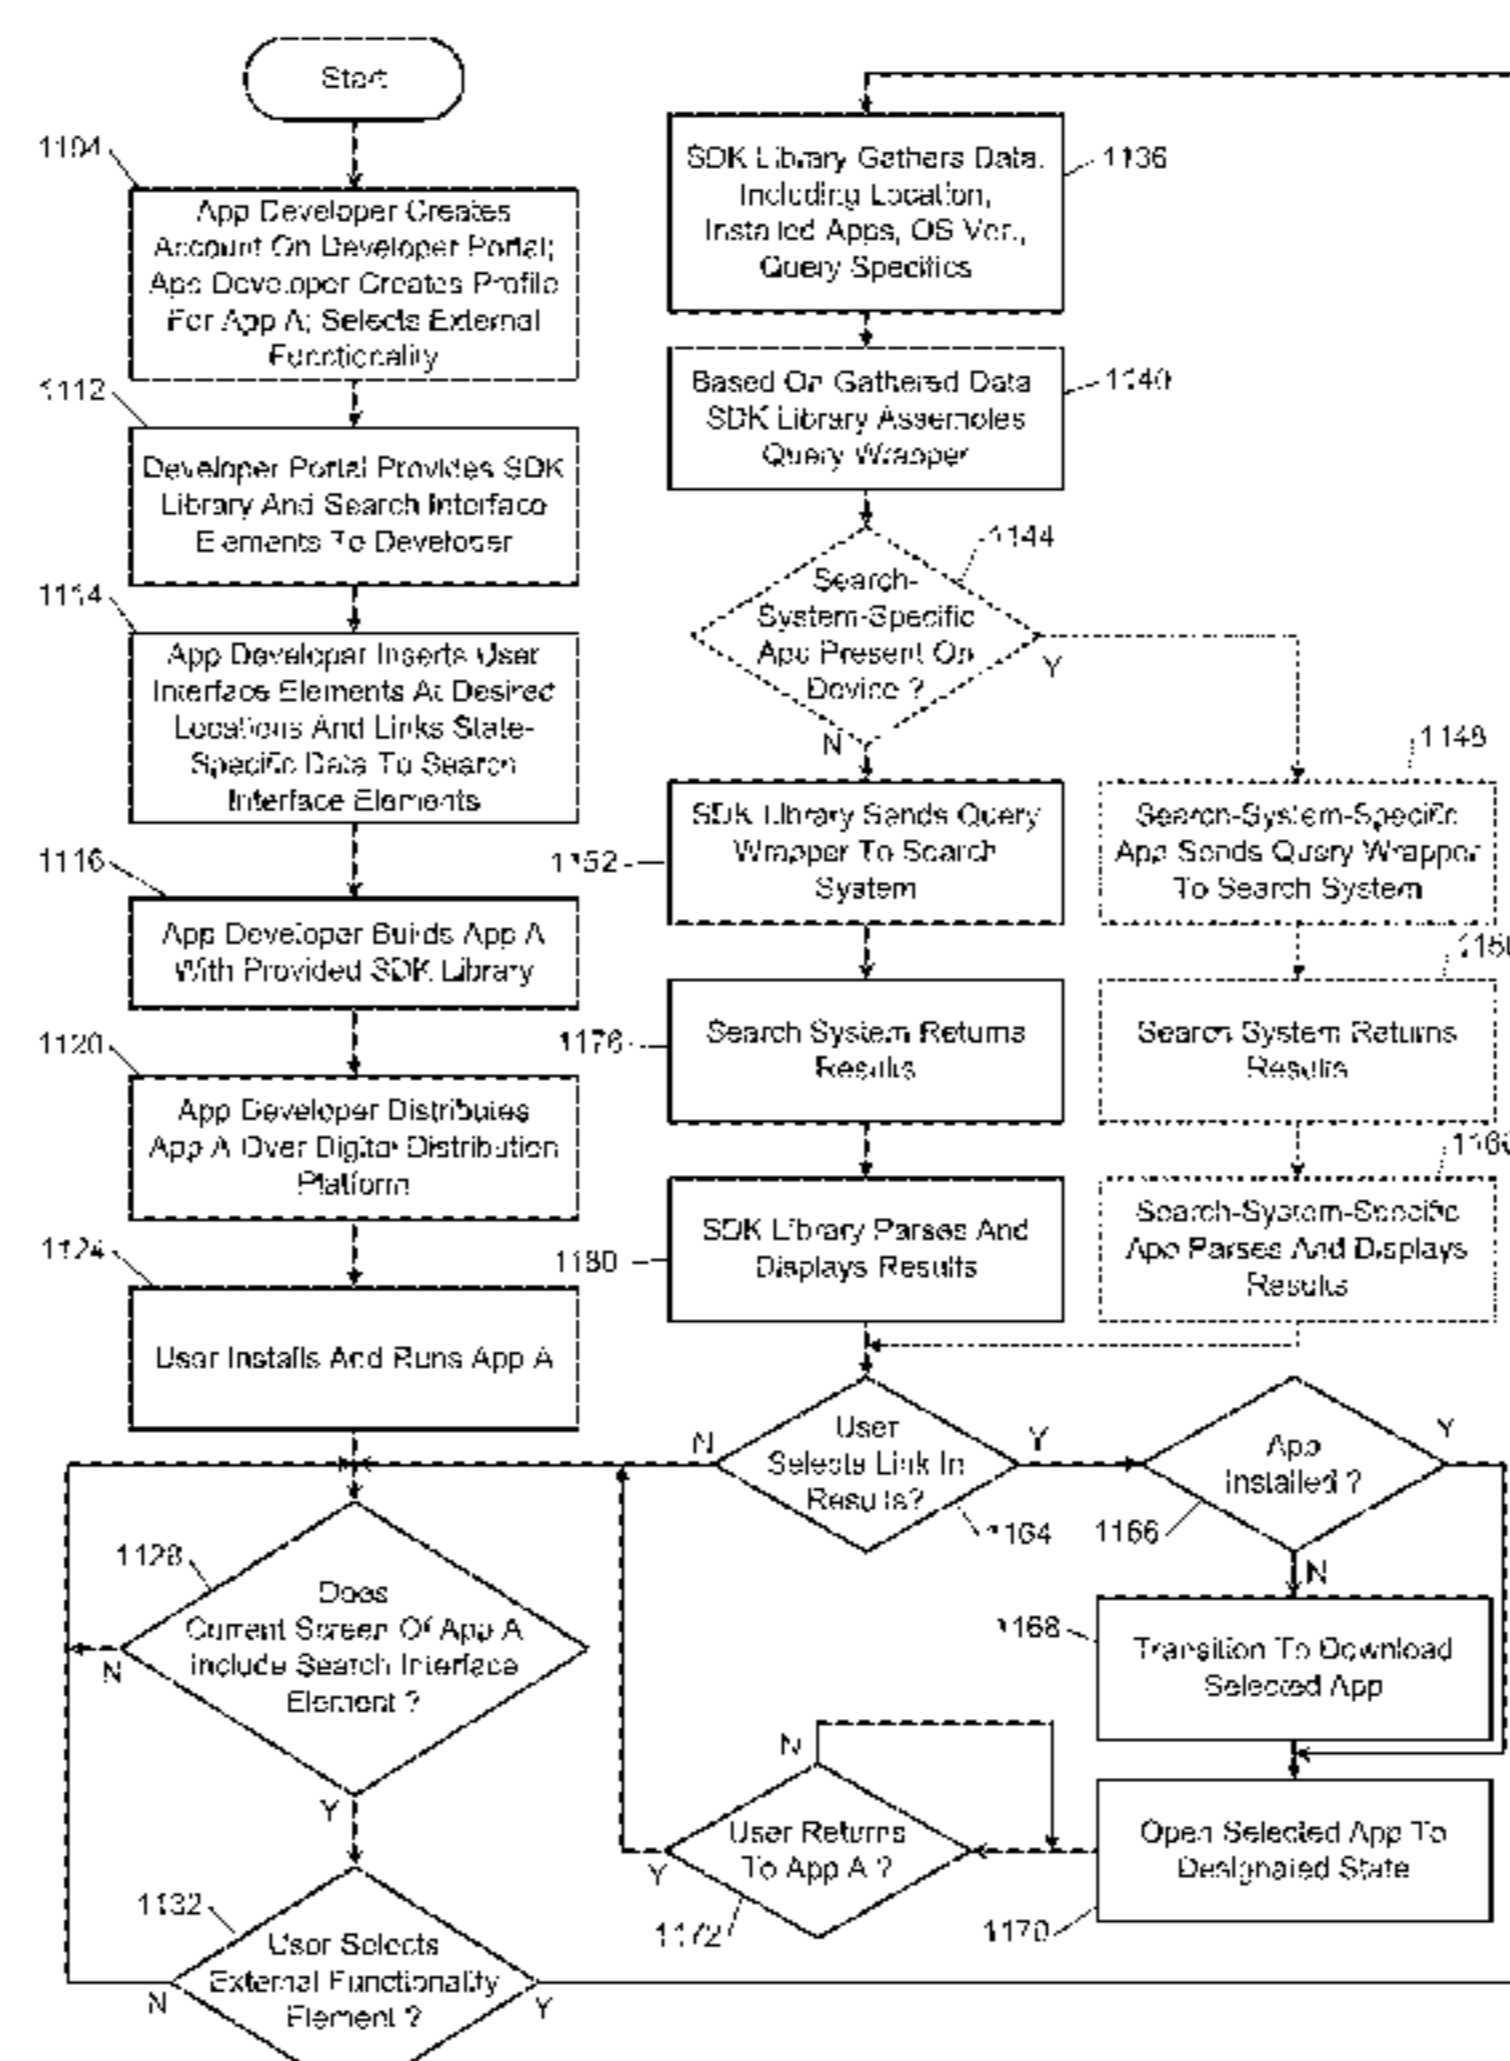 Start
1104
App Developer Creates
Account On Developer Portal;
App Developer Creates Profile
For App A; Selects External
Functionality
1112
Developer Portal Provides SDK
Library And Search Interface
Elements To Developer
1114
App Developer Inserts User
Interface Elements At Desired
Locations And Links State-
Specific Data To Search
Interface Elements
1116
App Developer Builds App A
With Provided SDK Library
1120
App Developer Distributes
App A Over Digital Distribution
Platform
1124
User Installs And Runs App A
1128
Does
Current Screen Of App A
Include Search Interface
Element ?
N
Y
1132
User Selects
External Functionality
Element ?
N
Y
SDK Library Gathers Data,
Including Location,
Installed Apps, OS Ver.,
Query Specifics
1136
Based On Gathered Data
SDK Library Assembles
Query Wrapper
1140
1144
Search-
System-Specific
App Present On
Device ?
Y
N
1148
SDK Library Sends Query
Wrapper To Search
System
1152
Search-System-Specific
App Sends Query Wrapper
To Search System
Search System Returns
Results
1176
Search System Returns
Results
SDK Library Parses And
Displays Results
1180
Search-System-Specific
App Parses And Displays
Results
User
Selects Link In
Results?
N
Y
1164
App
Installed ?
Y
1166
N
1168
Transition To Download
Selected App
N
User Returns
To App A ?
Y
1172
Open Selected App To
Designated State
1170